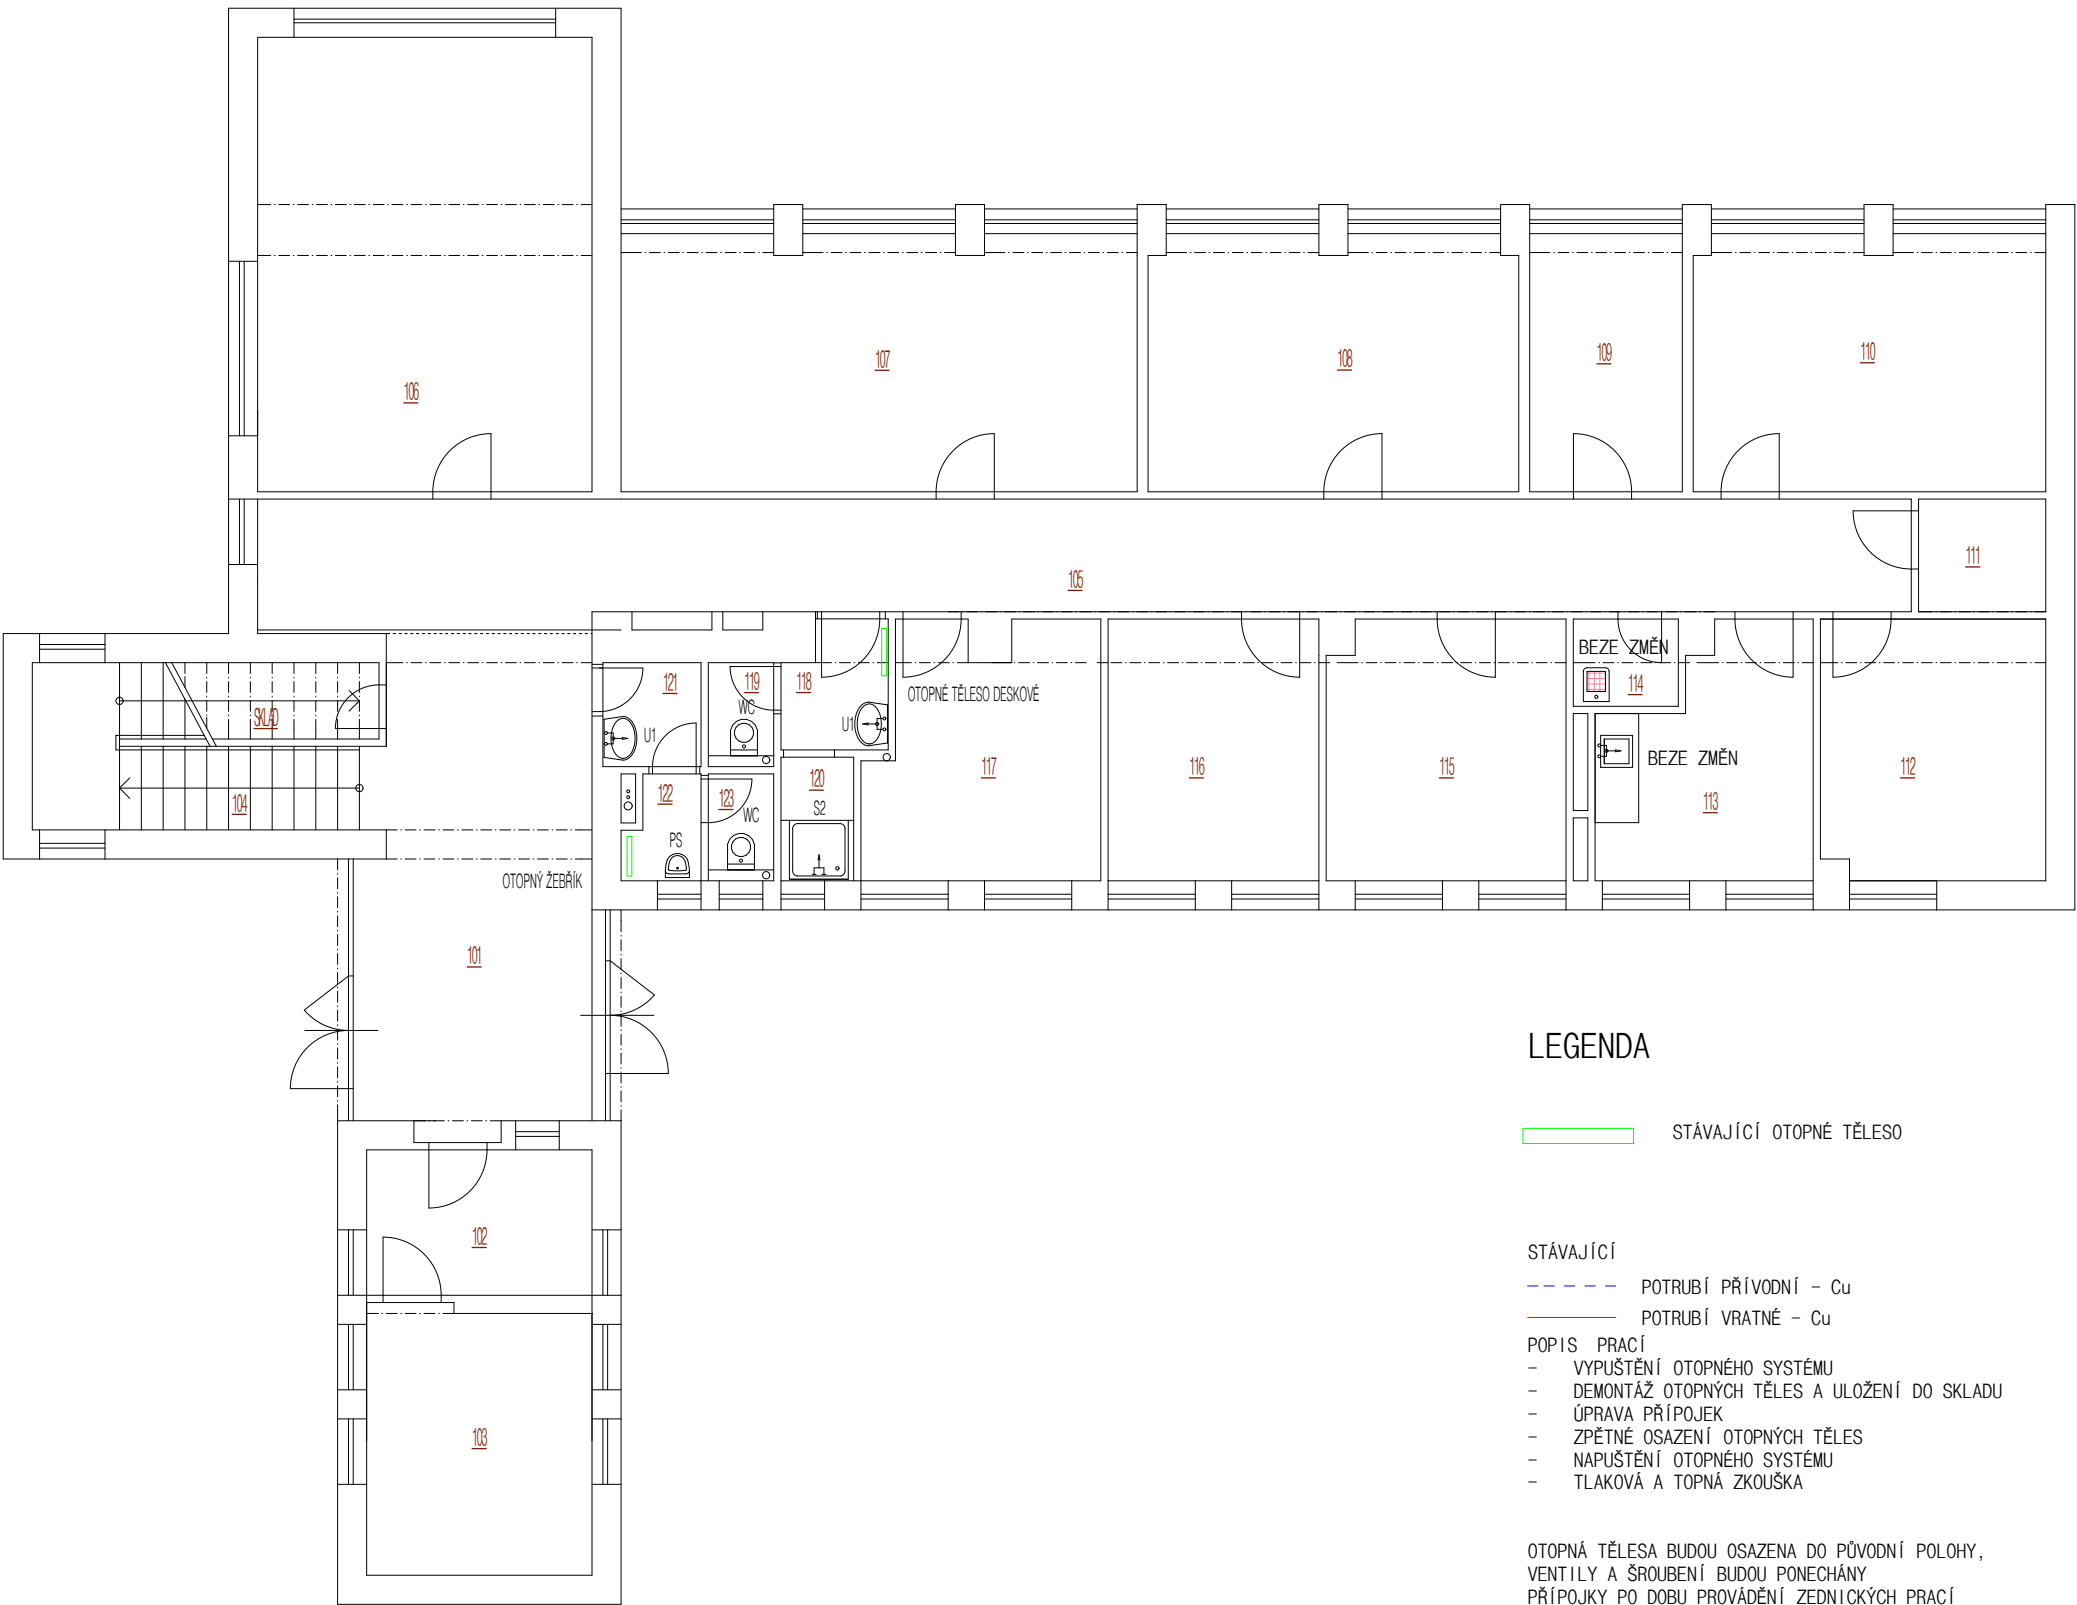 107
108
109
110
106
111
105
BEZE ZMĚN
121
119
118
114
OTOPNÉ TĚLESO DESKOVÉ
WC
SKLAD
U1
U1
BEZE ZMĚN
117
116
115
112
120
122
123
113
104
S2
WC
PS
OTOPNÝ ŽEBŘÍK
101
LEGENDA
STÁVAJÍCÍ OTOPNÉ TĚLESO
102
STÁVAJÍCÍ
POTRUBÍ PŘÍVODNÍ - Cu
POTRUBÍ VRATNÉ - Cu
POPIS PRACÍ
- VYPUŠTĚNÍ OTOPNÉHO SYSTÉMU
- DEMONTÁŽ OTOPNÝCH TĚLES A ULOŽENÍ DO SKLADU
- ÚPRAVA PŘÍPOJEK
- ZPĚTNÉ OSAZENÍ OTOPNÝCH TĚLES
- NAPUŠTĚNÍ OTOPNÉHO SYSTÉMU
- TLAKOVÁ A TOPNÁ ZKOUŠKA
103
OTOPNÁ TĚLESA BUDOU OSAZENA DO PŮVODNÍ POLOHY,
VENTILY A ŠROUBENÍ BUDOU PONECHÁNY
PŘÍPOJKY PO DOBU PROVÁDĚNÍ ZEDNICKÝCH PRACÍ